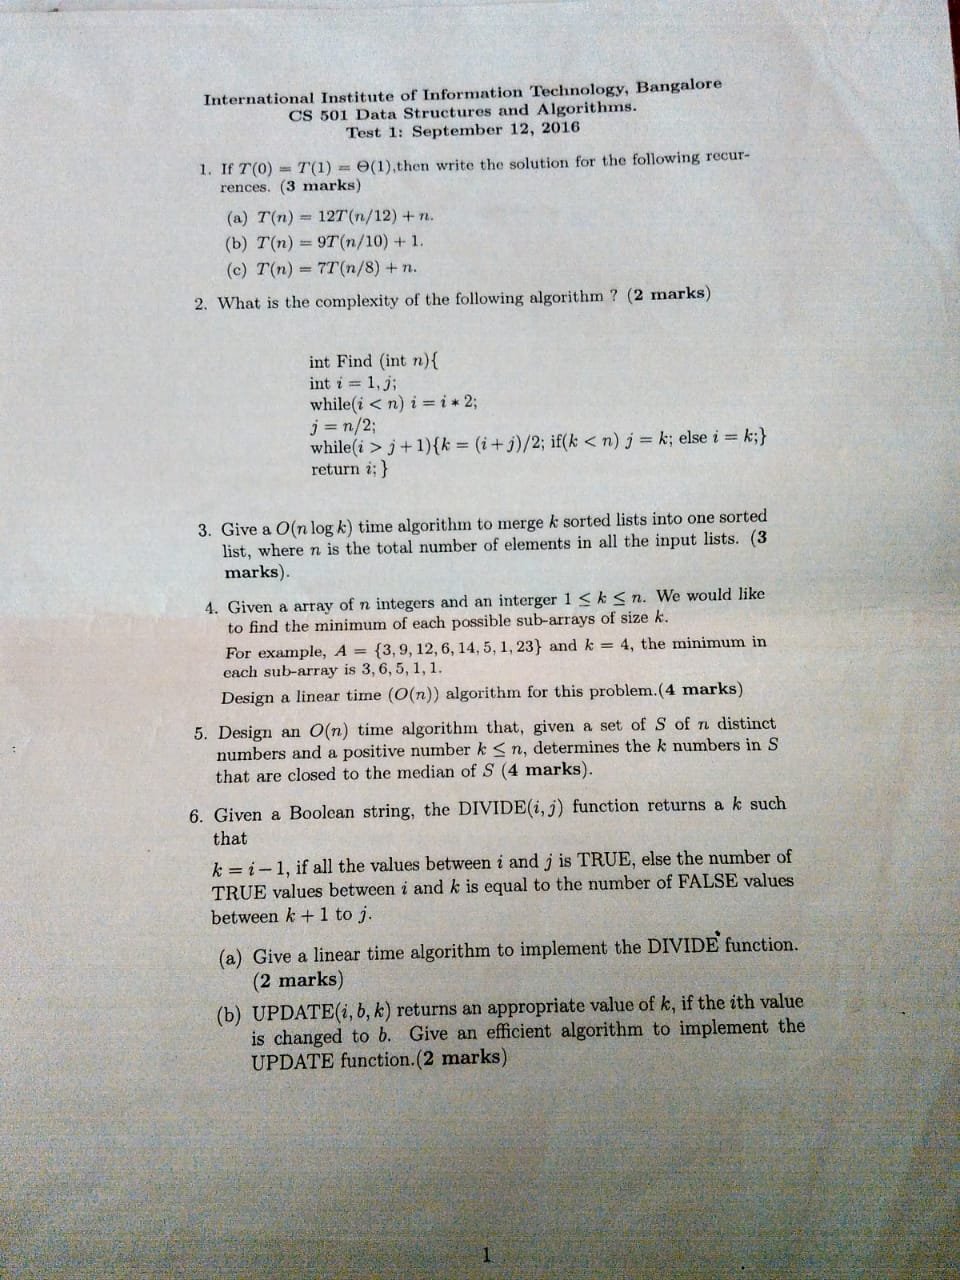 International Institute of Information Technology, Bangalore
CS 501 Data Structures and Algorithms.
Test 1: September 12, 2016
1. If T(0) = T(1) = Θ(1),then write the solution for the following recur-
rences. (3 marks)
(a) T(n) = 12T(n/12) + n.
(b) T(n) = 9T(n/10) + 1.
(c) T(n) = 7T(n/8) + n.
2. What is the complexity of the following algorithm ? (2 marks)
int Find (int n){
int i = 1, j;
while(i < n) i = i * 2;
j = n/2;
while(i > j + 1){k = (i + j)/2; if(k < n) j = k; else i = k;}
return i; }
3. Give a O(n log k) time algorithm to merge k sorted lists into one sorted
list, where n is the total number of elements in all the input lists. (3
marks).
4. Given a array of n integers and an interger 1 ≤ k ≤ n. We would like
to find the minimum of each possible sub-arrays of size k.
For example, A = {3, 9, 12, 6, 14, 5, 1, 23} and k = 4, the minimum in
each sub-array is 3, 6, 5, 1, 1.
Design a linear time (O(n)) algorithm for this problem.(4 marks)
5. Design an O(n) time algorithm that, given a set of S of n distinct
numbers and a positive number k ≤ n, determines the k numbers in S
that are closed to the median of S (4 marks).
6. Given a Boolean string, the DIVIDE(i, j) function returns a k such
that
k = i − 1, if all the values between i and j is TRUE, else the number of
TRUE values between i and k is equal to the number of FALSE values
between k + 1 to j.
(a) Give a linear time algorithm to implement the DIVIDE function.
(2 marks)
(b) UPDATE(i, b, k) returns an appropriate value of k, if the ith value
is changed to b. Give an efficient algorithm to implement the
UPDATE function.(2 marks)
1